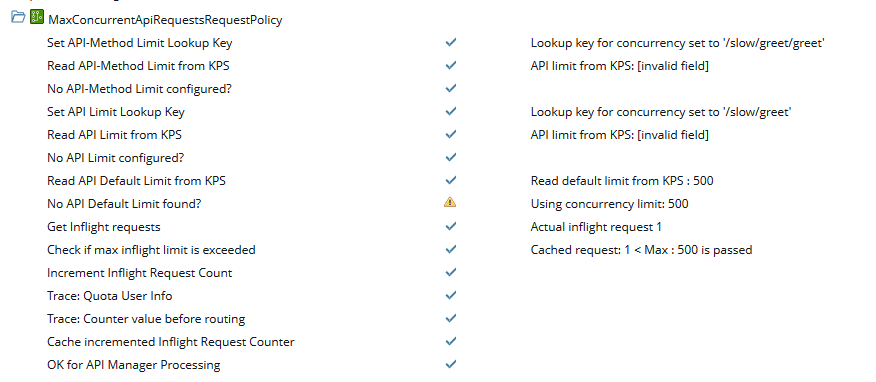 MaxConcurrentApiRequestsRequestPolicy
Set API-Method Limit Lookup Key Lookup key for concurrency set to '/slow/greet/greet'
Read API-Method Limit from KPS API limit from KPS: [invalid field]
No API-Method Limit configured?
Set API Limit Lookup Key Lookup key for concurrency set to '/slow/greet'
Read API Limit from KPS API limit from KPS: [invalid field]
No API Limit configured?
Read API Default Limit from KPS Read default limit from KPS : 500
No API Default Limit found? Using concurrency limit: 500
Get Inflight requests Actual inflight request 1
Check if max inflight limit is exceeded Cached request: 1 < Max : 500 is passed
Increment Inflight Request Count
Trace: Quota User Info
Trace: Counter value before routing
Cache incremented Inflight Request Counter
OK for API Manager Processing